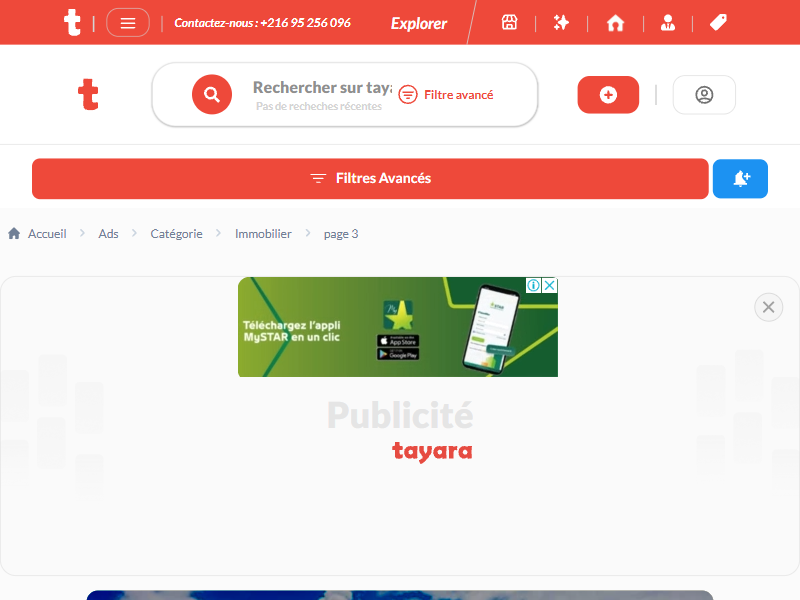 Contactez-nous : +216 95 256 096
Explorer
Rechercher sur taya
Pas de recheches récentes
Filtre avancé
Filtres Avancés
Accueil
Ads
Catégorie
Immobilier
page 3
Téléchargez l'appli
MySTAR en un clic
App Store
Google Play
Publicité
tayara